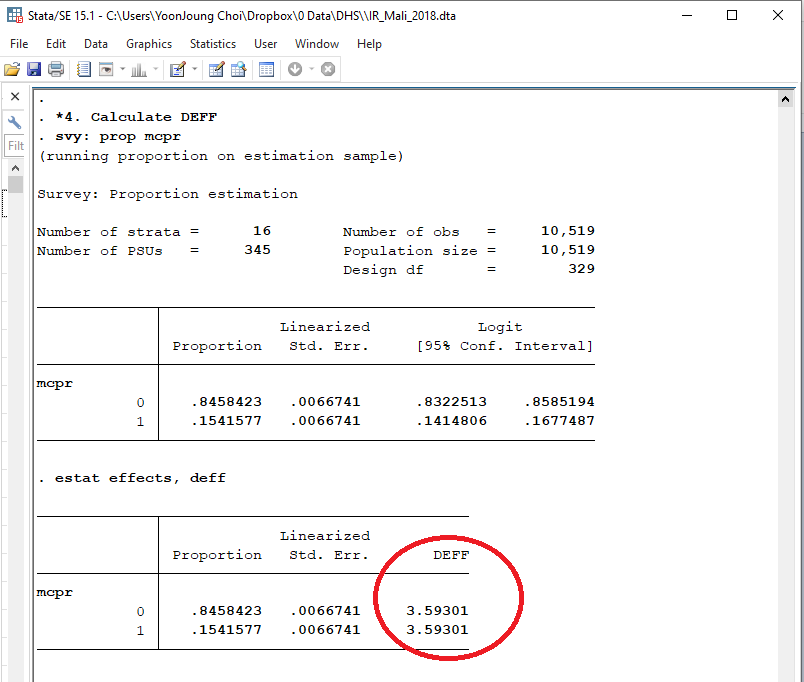 Stata/SE 15.1 - C:\Users\YoonJoung Choi\Dropbox\0 Data\DHS\\IR_Mali_2018.dta
File Edit Data Graphics Statistics User Window Help
Filt
.
. *4. Calculate DEFF
. svy: prop mcpr
(running proportion on estimation sample)
Survey: Proportion estimation
Number of strata = 16 Number of obs = 10,519
Number of PSUs = 345 Population size = 10,519
Design df = 329
Linearized Logit
Proportion Std. Err. [95% Conf. Interval]
mcpr
0 .8458423 .0066741 .8322513 .8585194
1 .1541577 .0066741 .1414806 .1677487
. estat effects, deff
Linearized
Proportion Std. Err. DEFF
mcpr
0 .8458423 .0066741 3.59301
1 .1541577 .0066741 3.59301